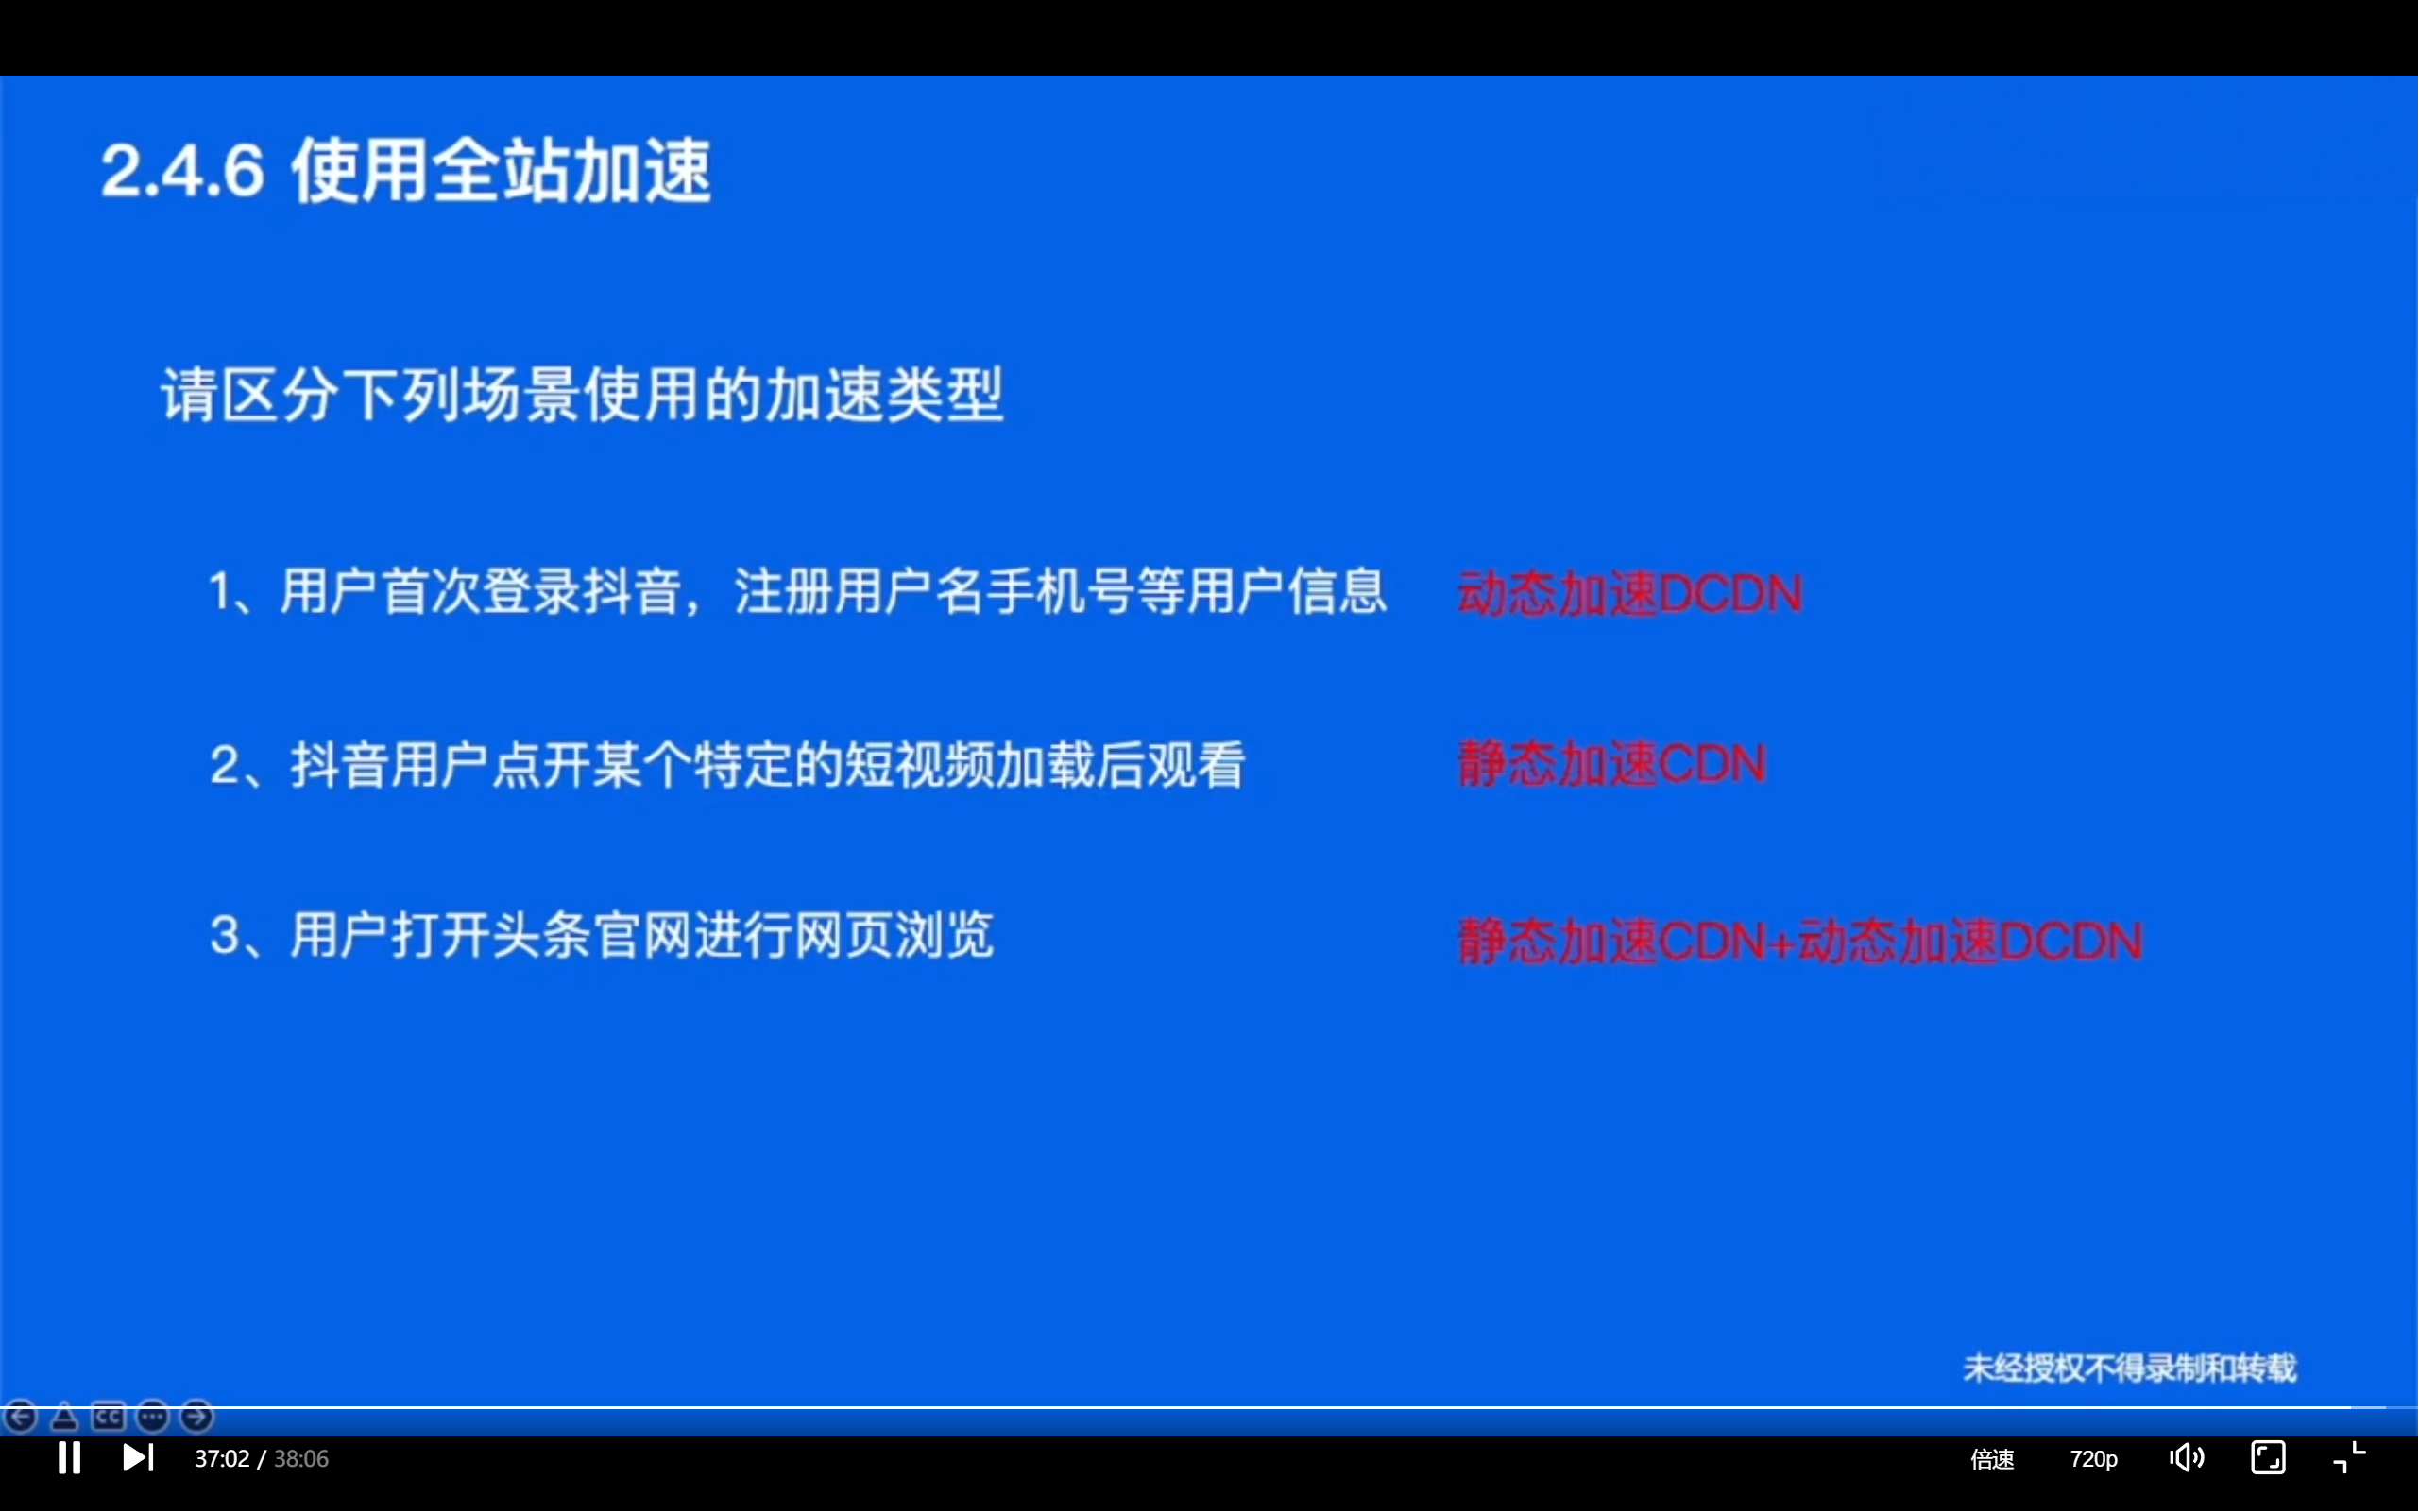 2.4.6 使用全站加速
请区分下列场景使用的加速类型
1、用户首次登录抖音，注册用户名手机号等用户信息 动态加速DCDN
2、抖音用户点开某个特定的短视频加载后观看 静态加速CDN
3、用户打开头条官网进行网页浏览 静态加速CDN+动态加速DCDN
未经授权不得录制和转载
CC
37:02 / 38:06 倍速 720p